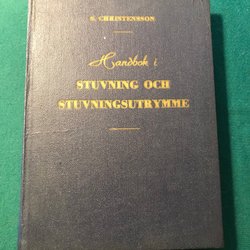 S. CHRISTENSSON
Handbok i
STUVNING OCH
STUVNINGSUTRYMME